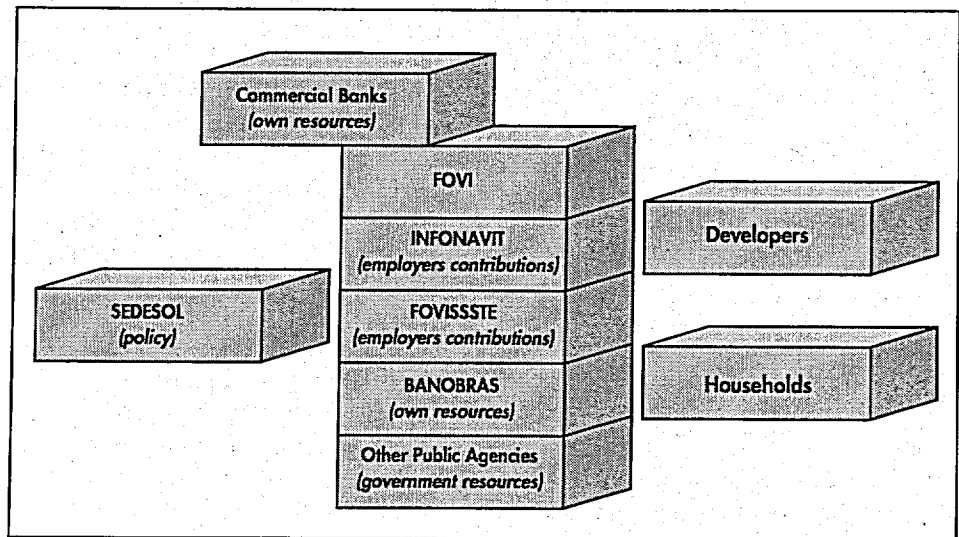 Commercial Banks
(own resources)
FOVI
INFONAVIT
(employers contributions)
Developers
SEDESOL
(policy)
FOVISSSTE
(employers contributions)
BANOBRAS
(own resources)
Households
Other Public Agencies
(government resources)